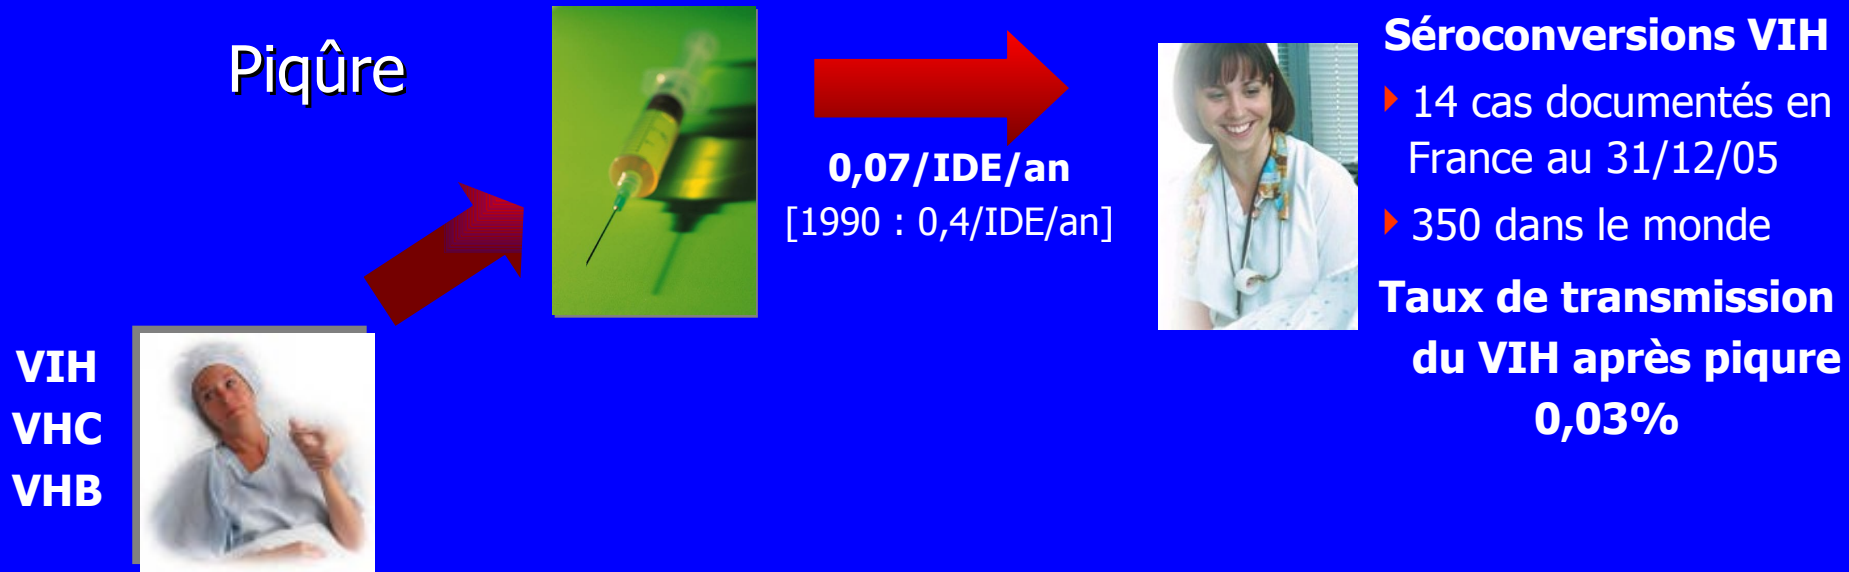 Piqûre
VIH
VHC
VHB
0,07/IDE/an
[1990 : 0,4/IDE/an]
Séroconversions VIH
14 cas documentés en
France au 31/12/05
350 dans le monde
Taux de transmission
du VIH après piqure
0,03%